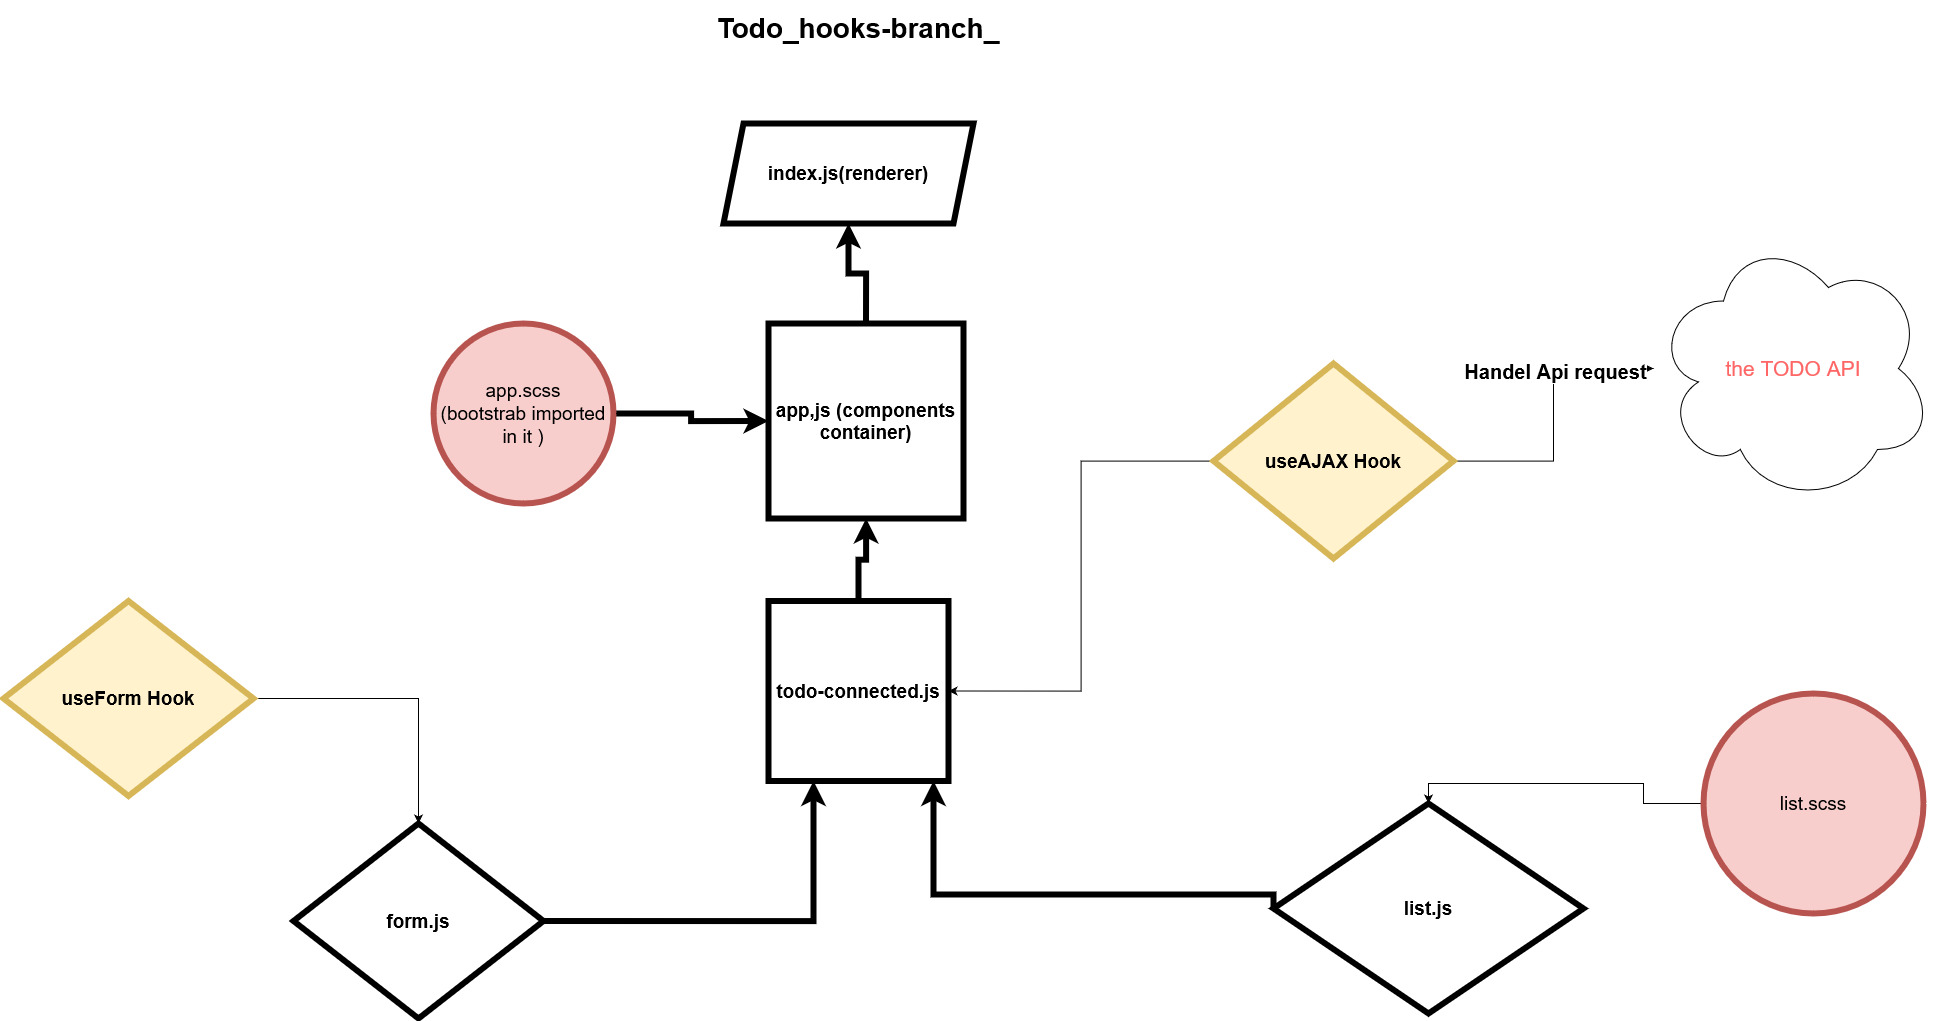 Todo_hooks-branch_
index.js(renderer)
app.scss
(bootstrab imported
in it )
app,js (components
container)
Handel Api request
the TODO API
useAJAX Hook
useForm Hook
todo-connected.js
list.scss
form.js
list.js